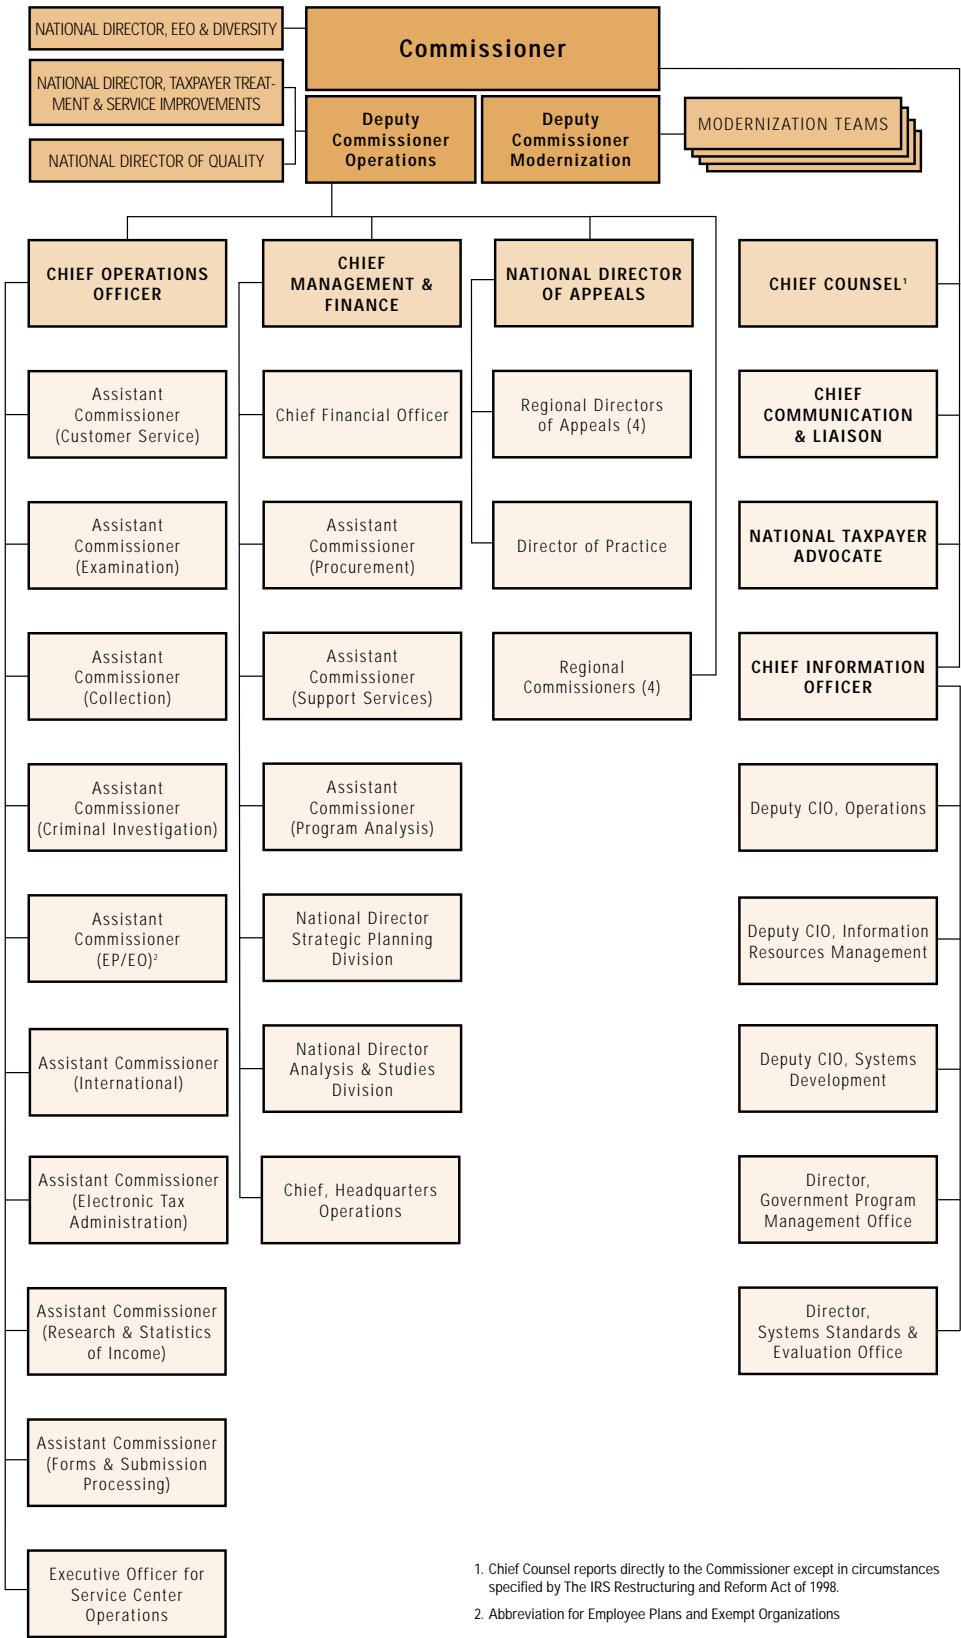 NATIONAL DIRECTOR, EEO & DIVERSITY
Commissioner
NATIONAL DIRECTOR, TAXPAYER TREAT-
MENT & SERVICE IMPROVEMENTS
NATIONAL DIRECTOR OF QUALITY
Deputy
Commissioner
Operations
Deputy
Commissioner
Modernization
MODERNIZATION TEAMS
CHIEF OPERATIONS
OFFICER
CHIEF
MANAGEMENT &
FINANCE
NATIONAL DIRECTOR
OF APPEALS
CHIEF COUNSEL¹
Assistant
Commissioner
(Customer Service)
Chief Financial Officer
Regional Directors
of Appeals (4)
CHIEF
COMMUNICATION
& LIAISON
Assistant
Commissioner
(Examination)
Assistant
Commissioner
(Procurement)
Director of Practice
NATIONAL TAXPAYER
ADVOCATE
Assistant
Commissioner
(Collection)
Assistant
Commissioner
(Support Services)
Regional
Commissioners (4)
CHIEF INFORMATION
OFFICER
Assistant
Commissioner
(Criminal Investigation)
Assistant
Commissioner
(Program Analysis)
Deputy CIO, Operations
Assistant
Commissioner
(EP/EO)²
National Director
Strategic Planning
Division
Deputy CIO, Information
Resources Management
Assistant Commissioner
(International)
National Director
Analysis & Studies
Division
Deputy CIO, Systems
Development
Assistant Commissioner
(Electronic Tax
Administration)
Chief, Headquarters
Operations
Director,
Government Program
Management Office
Assistant Commissioner
(Research & Statistics
of Income)
Director,
Systems Standards &
Evaluation Office
Assistant Commissioner
(Forms & Submission
Processing)
Executive Officer for
Service Center
Operations
1. Chief Counsel reports directly to the Commissioner except in circumstances
specified by The IRS Restructuring and Reform Act of 1998.
2. Abbreviation for Employee Plans and Exempt Organizations